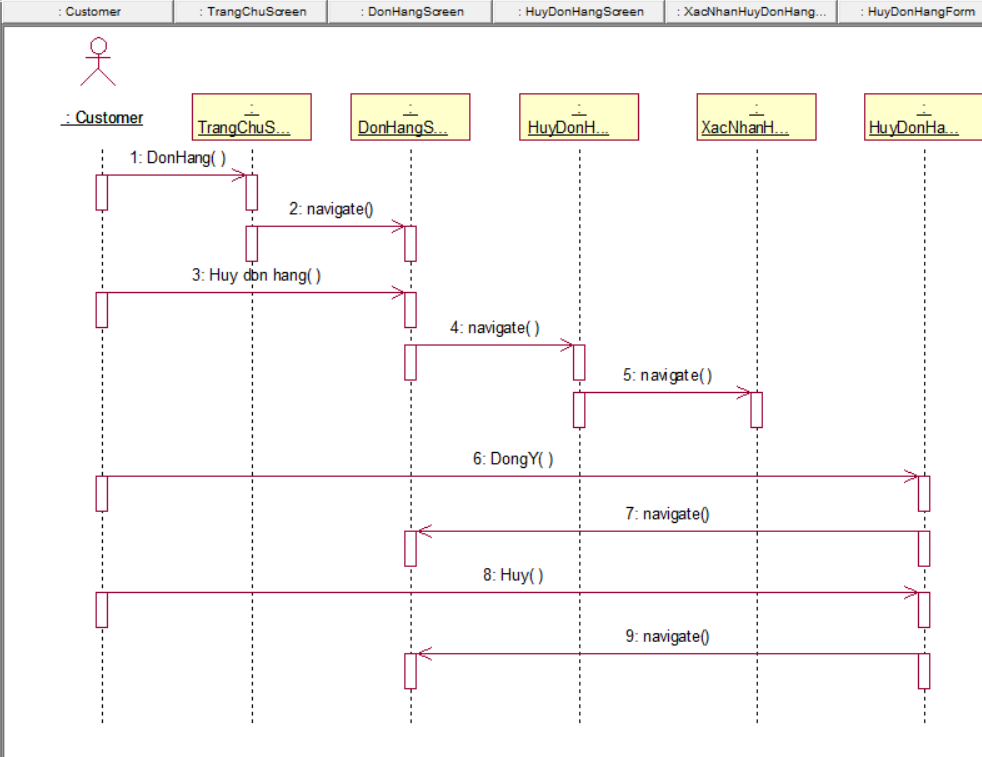 : Customer
: TrangChuScreen
: DonHangScreen
: HuyDonHangScreen
: XacNhanHuyDonHang...
: HuyDonHangForm
: Customer
:
TrangChuS...
:
DonHangS...
:
HuyDonH...
:
XacNhanH...
:
HuyDonHa...
1: DonHang( )
2: navigate()
3: Huy dbn hang( )
4: navigate( )
5: navigate( )
6: DongY( )
7: navigate()
8: Huy( )
9: navigate()